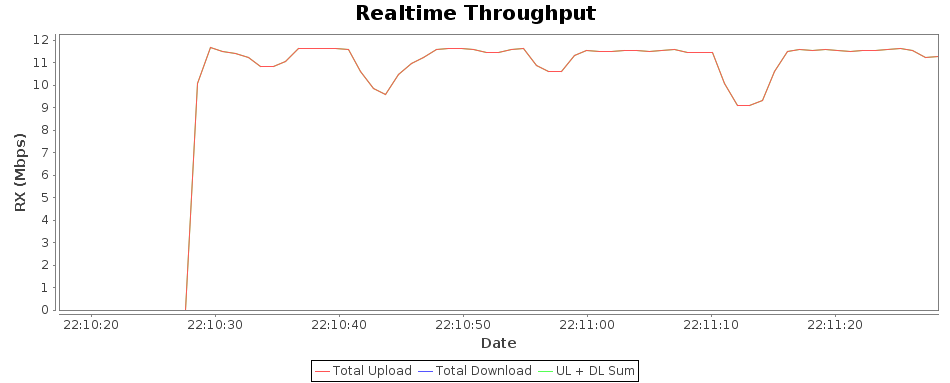 Realtime Throughput
12
11
10
9
8
7
6
5
4
3
2
1
0
RX (Mbps)
22:10:20 22:10:30 22:10:40 22:10:50 22:11:00 22:11:10 22:11:20
Date
Total Upload Total Download UL + DL Sum